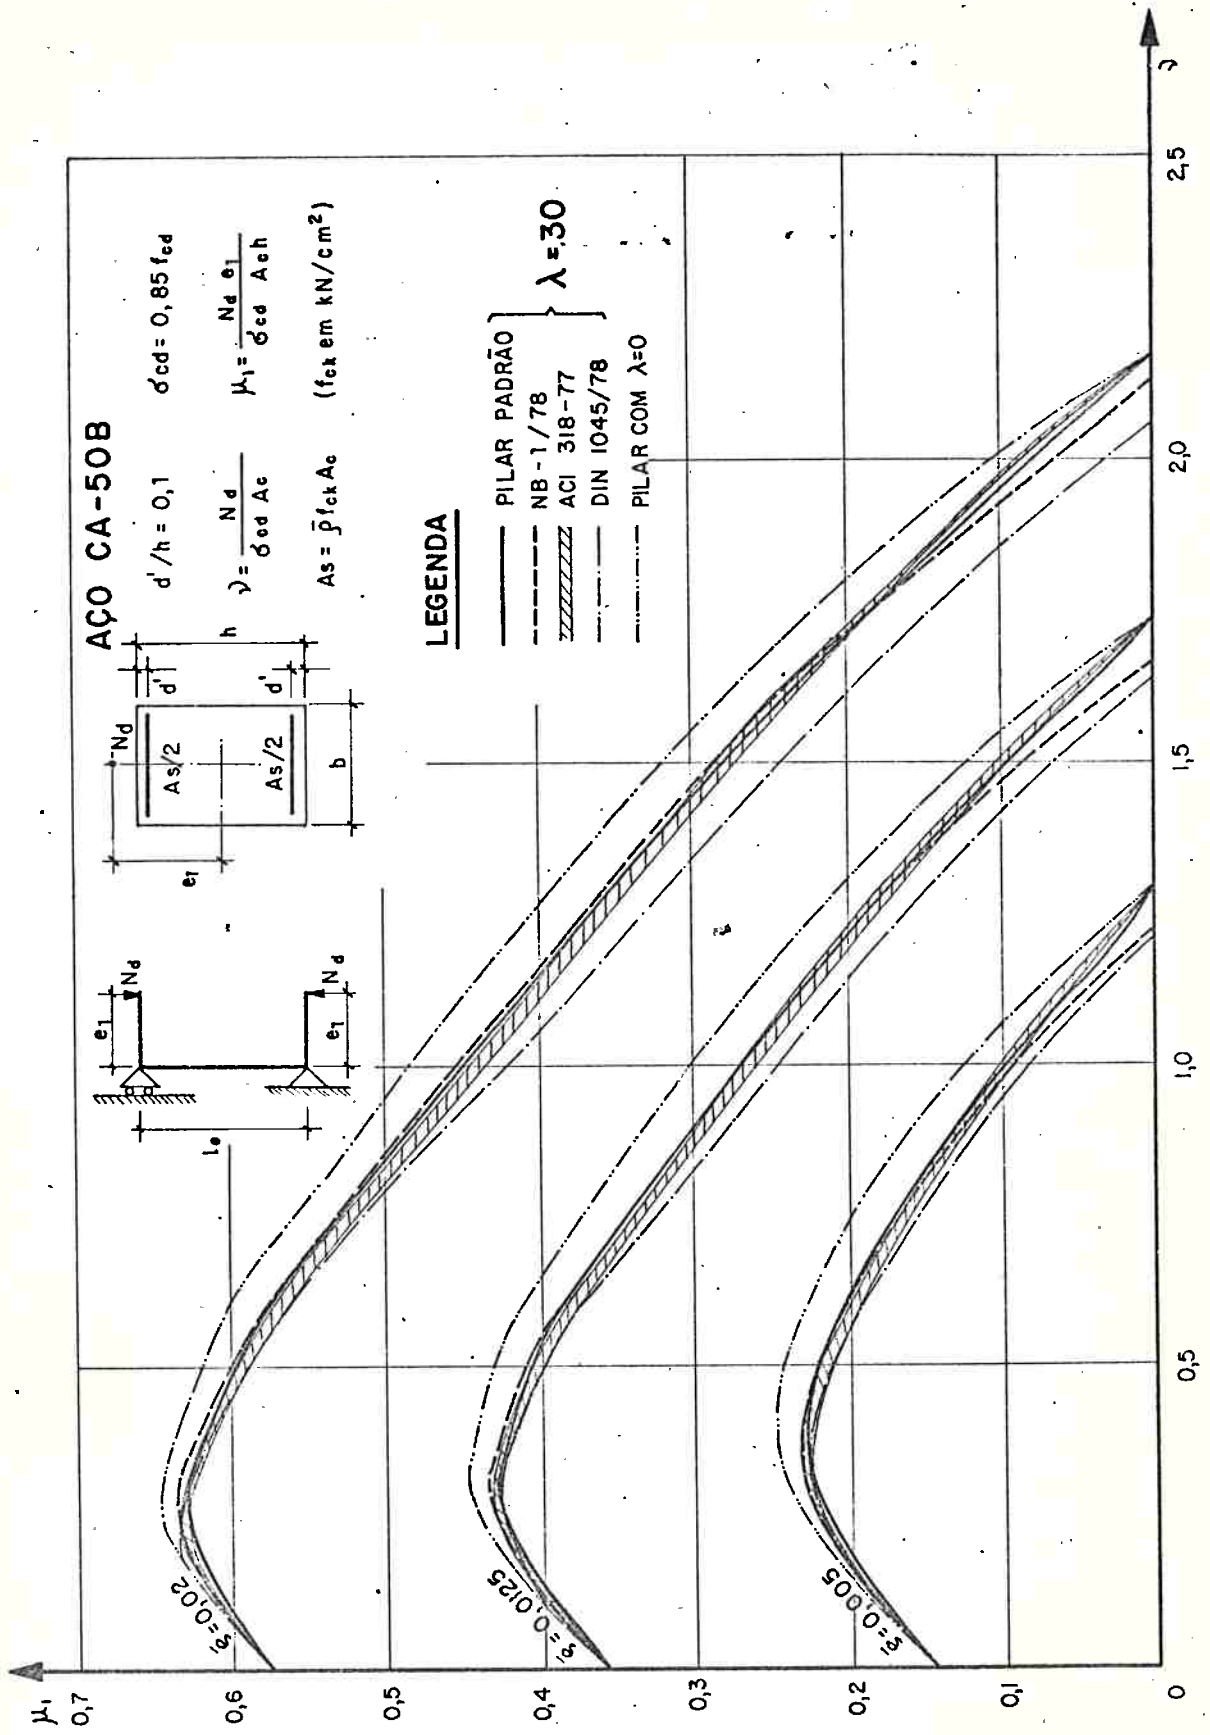 AÇO CA-50B
d'/h = 0,1
σcd = 0,85 fcd
ν = Nd / σcd Ac
μ₁ = Nd e₁ / σcd Ac h
As = ρ̄ fck Ac
(fck em kN/cm²)
Nd
e₁
Nd
e₁
lₑ
Nd
e₁
As/2
As/2
d'
d'
h
b
LEGENDA
PILAR PADRÃO
NB-1/78
ACI 318-77
DIN 1045/78
λ = 30
PILAR COM λ=0
μ₁
0,7
0,6
0,5
0,4
0,3
0,2
0,1
0
ρ̄=0,02
ρ̄=0,0125
ρ̄=0,005
0,5
1,0
1,5
2,0
2,5
ν